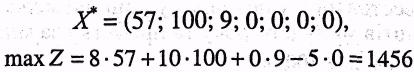 X* = (57; 100; 9; 0; 0; 0; 0),
max Z = 8·57+10·100+0·9−5·0 = 1456